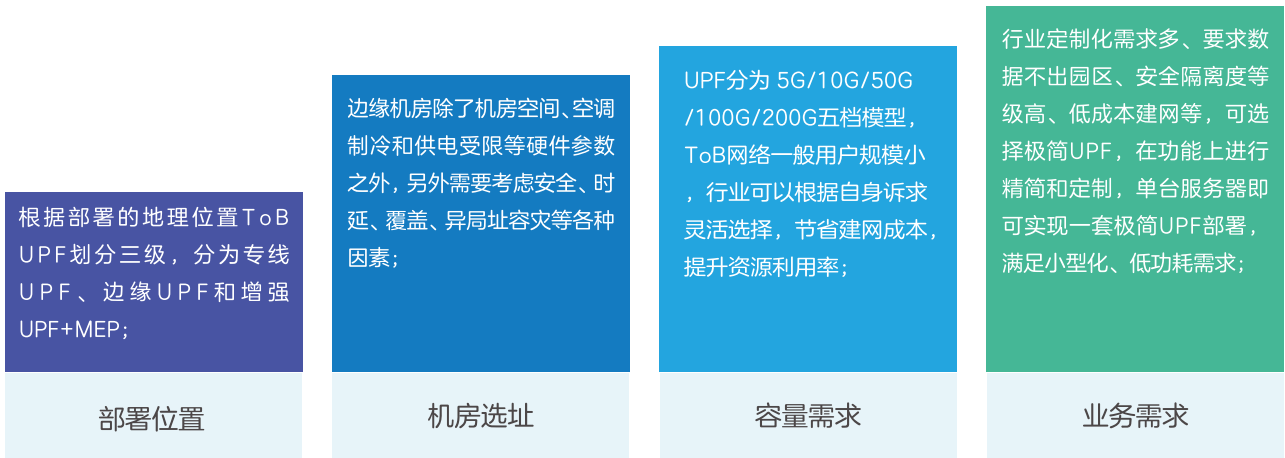 根据部署的地理位置ToB
UPF划分三级，分为专线
UPF、边缘UPF和增强
UPF+MEP；
部署位置
边缘机房除了机房空间、空调
制冷和供电受限等硬件参数
之外，另外需要考虑安全、时
延、覆盖、异局址容灾等各种
因素；
机房选址
UPF分为 5G/10G/50G
/100G/200G五档模型，
ToB网络一般用户规模小
，行业可以根据自身诉求
灵活选择，节省建网成本，
提升资源利用率；
容量需求
行业定制化需求多、要求数
据不出园区、安全隔离度等
级高、低成本建网等，可选
择极简UPF，在功能上进行
精简和定制，单台服务器即
可实现一套极简UPF部署，
满足小型化、低功耗需求；
业务需求